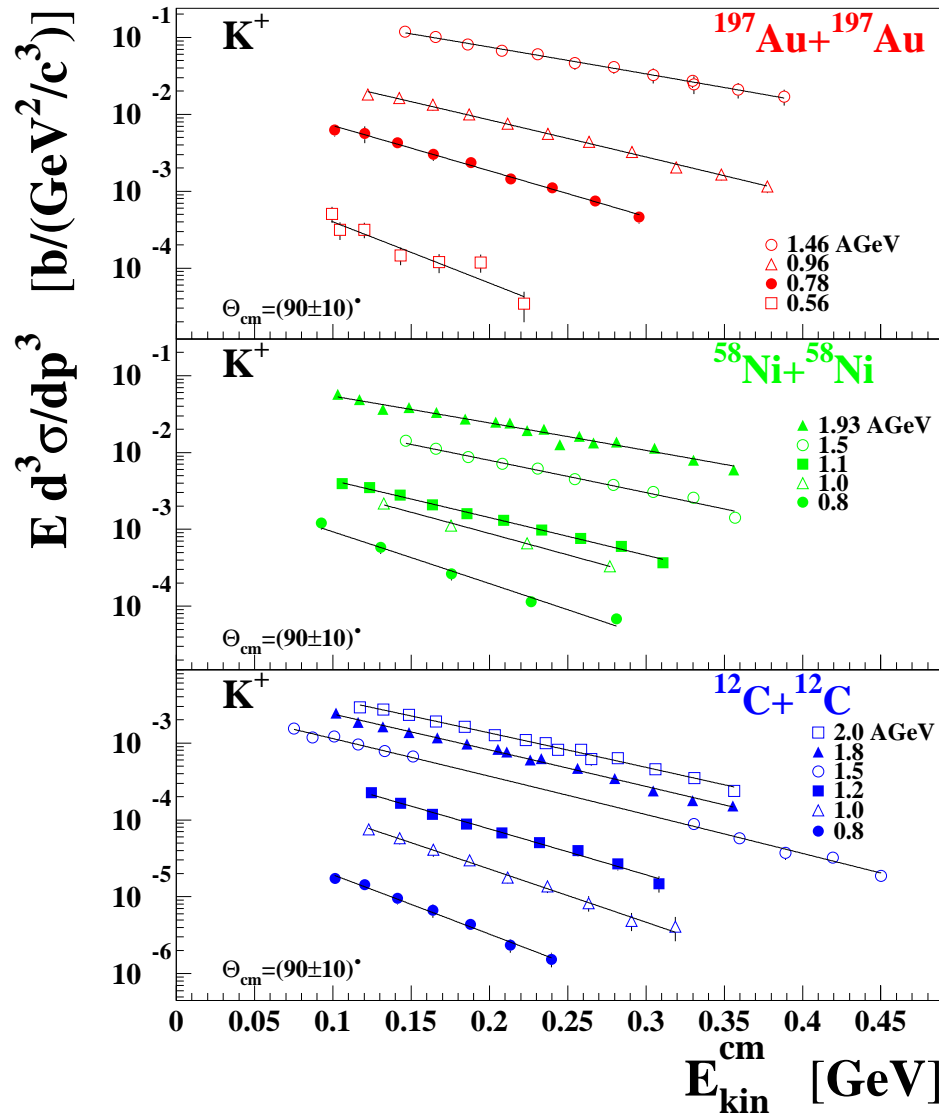 E d³σ/dp³ [b/(GeV²/c³)]
K⁺
¹⁹⁷Au+¹⁹⁷Au
10⁻¹
10⁻²
10⁻³
10⁻⁴
1.46 AGeV
0.96
0.78
0.56
Θcm=(90±10)•
K⁺
⁵⁸Ni+⁵⁸Ni
10⁻¹
10⁻²
10⁻³
10⁻⁴
1.93 AGeV
1.5
1.1
1.0
0.8
Θcm=(90±10)•
K⁺
¹²C+¹²C
10⁻³
10⁻⁴
10⁻⁵
10⁻⁶
2.0 AGeV
1.8
1.5
1.2
1.0
0.8
Θcm=(90±10)•
0 0.05 0.1 0.15 0.2 0.25 0.3 0.35 0.4 0.45
E cm kin [GeV]